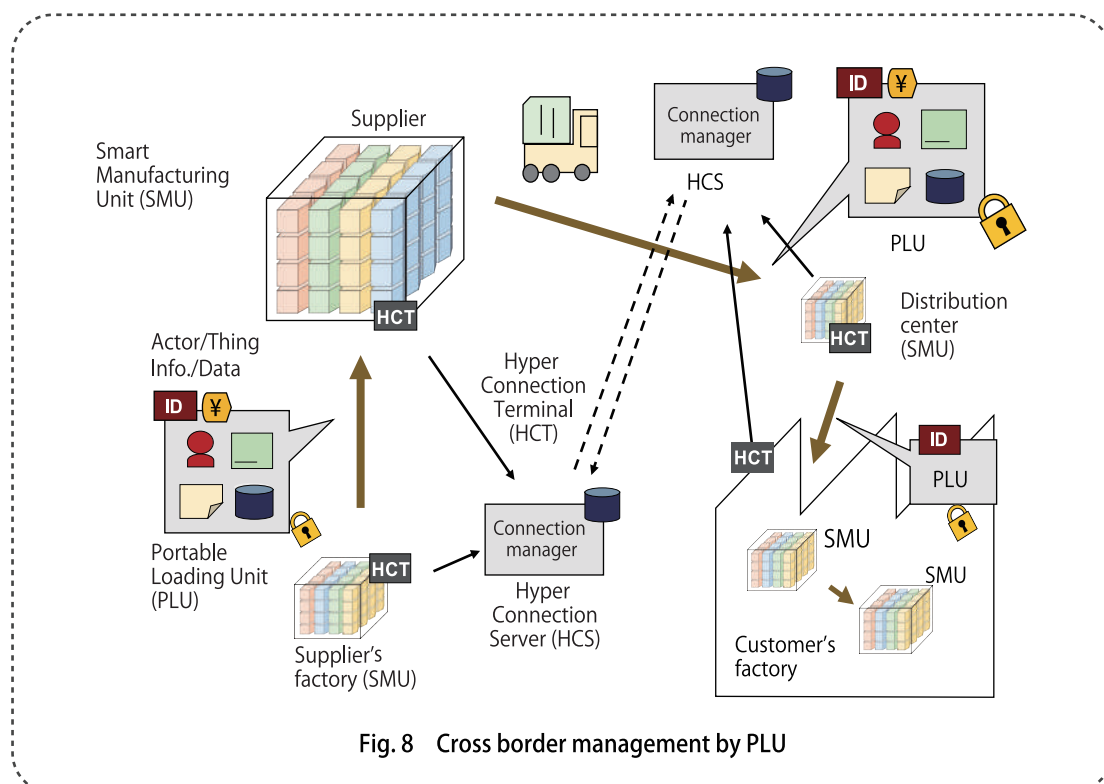 Supplier
Smart
Manufacturing
Unit (SMU)
HCT
Connection
manager
HCS
ID
¥
PLU
Distribution
center
(SMU)
HCT
Actor/Thing
Info./Data
ID
¥
Portable
Loading Unit
(PLU)
Hyper
Connection
Terminal
(HCT)
HCT
Supplier's
factory (SMU)
Connection
manager
Hyper
Connection
Server (HCS)
HCT
ID
PLU
SMU
SMU
Customer's
factory
Fig. 8 Cross border management by PLU